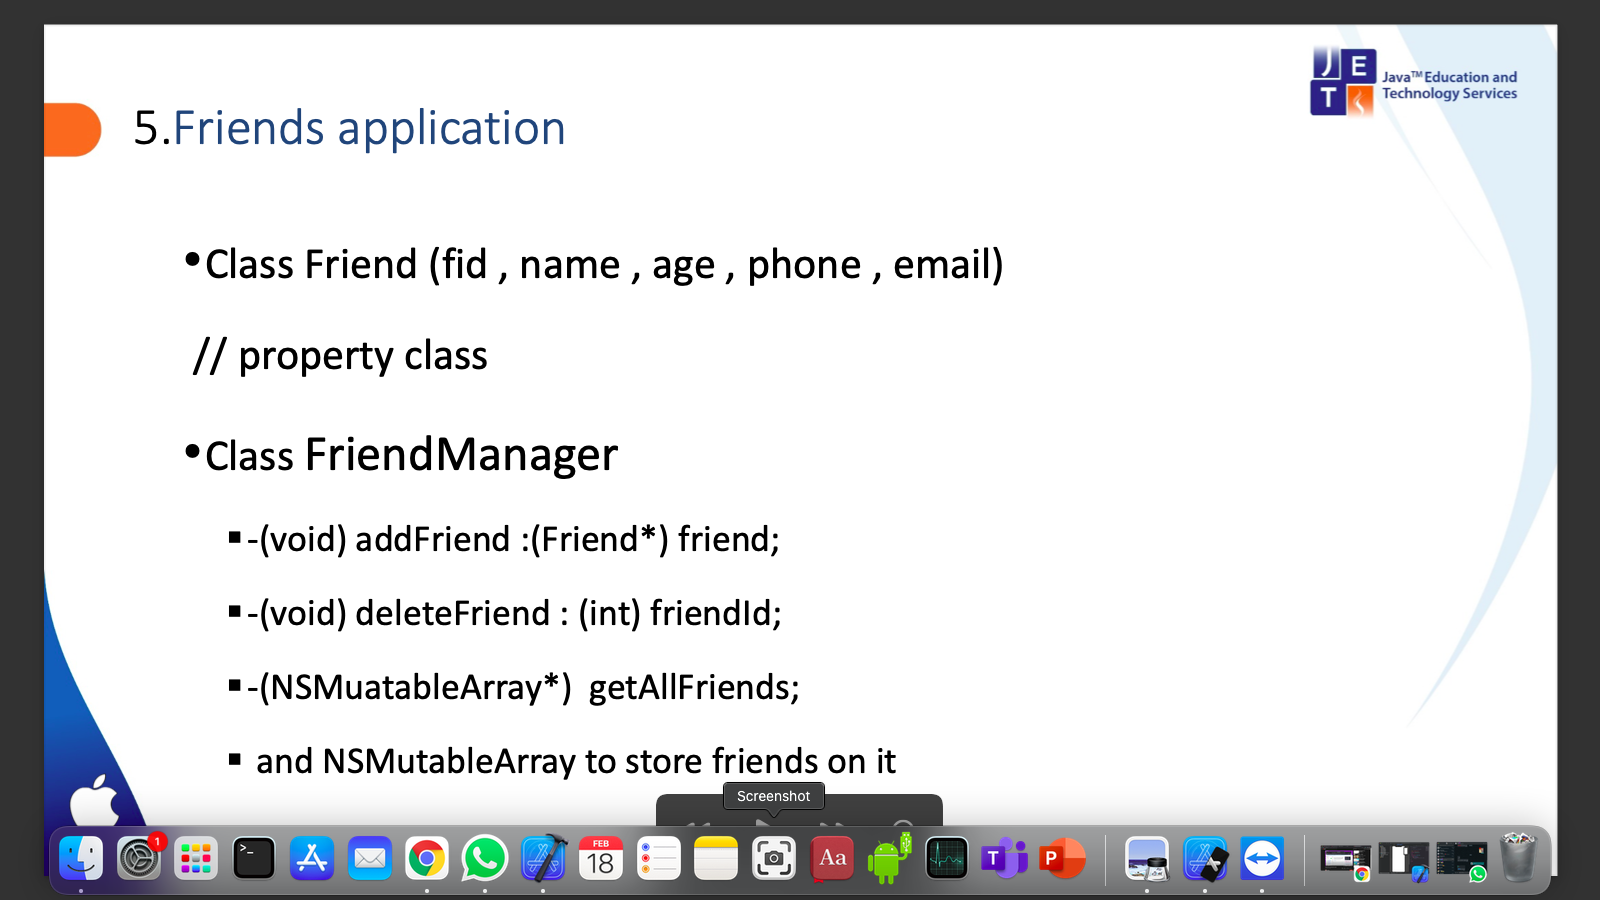 J E
T
Java™ Education and
Technology Services
5.Friends application
•Class Friend (fid , name , age , phone , email)
// property class
•Class FriendManager
▪-(void) addFriend :(Friend*) friend;
▪-(void) deleteFriend : (int) friendId;
▪-(NSMuatableArray*) getAllFriends;
▪ and NSMutableArray to store friends on it
Screenshot
1
>_
FEB
18
Aa
T
P